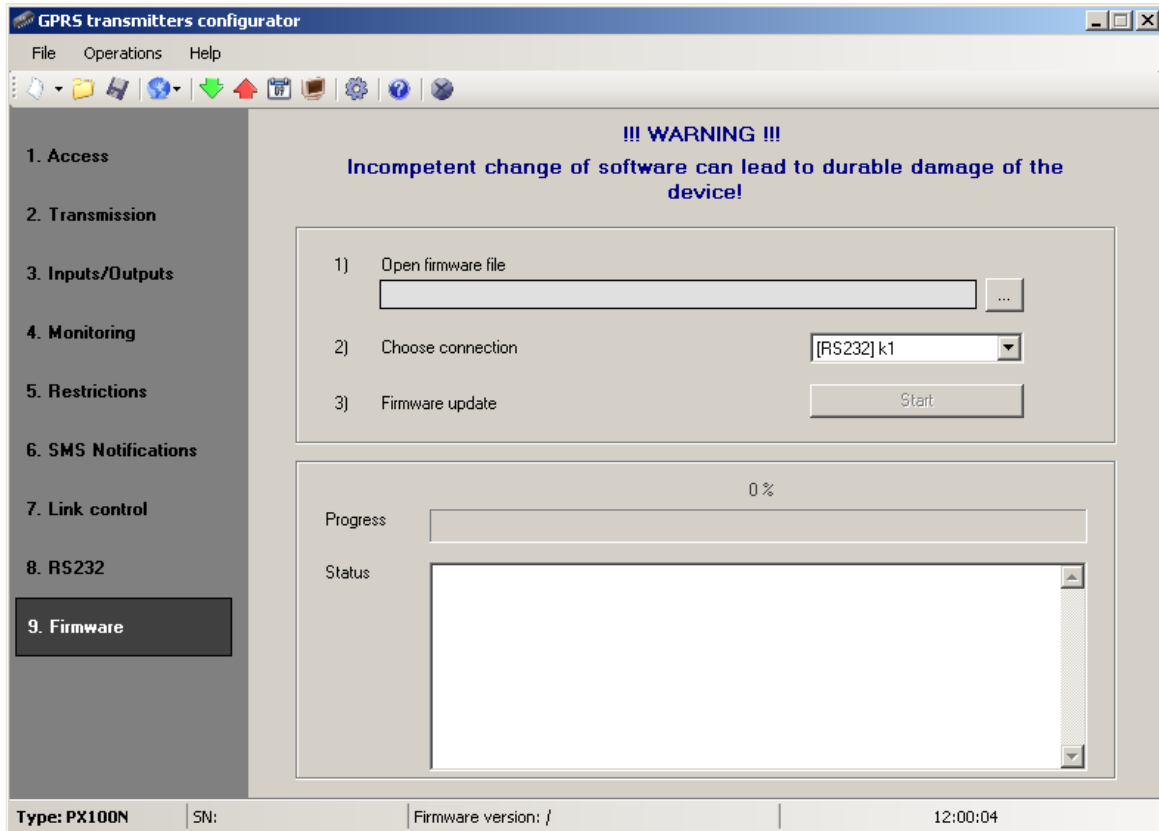 GPRS transmitters configurator
File Operations Help
!!! WARNING !!!
Incompetent change of software can lead to durable damage of the
device!
1. Access
2. Transmission
3. Inputs/Outputs
4. Monitoring
5. Restrictions
6. SMS Notifications
7. Link control
8. RS232
9. Firmware
1) Open firmware file
...
2) Choose connection [RS232] k1
3) Firmware update Start
0 %
Progress
Status
Type: PX100N SN: Firmware version: / 12:00:04